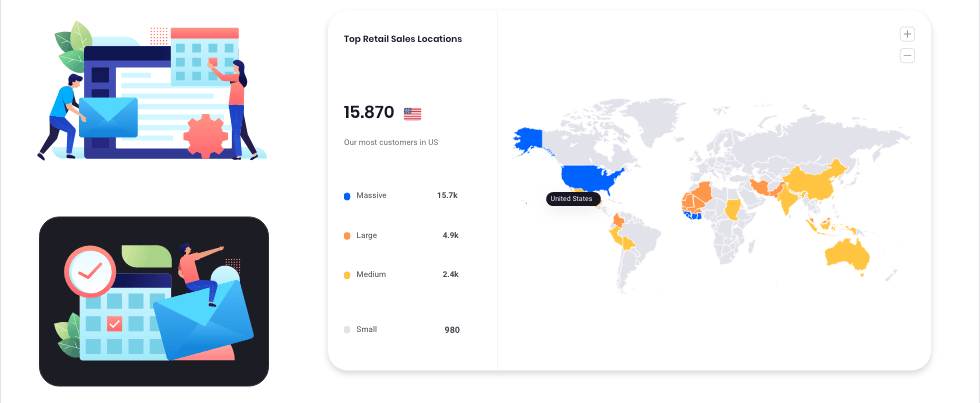 Top Retail Sales Locations
+
−
15.870
Our most customers in US
Massive 15.7k
United States
Large 4.9k
Medium 2.4k
Small 980